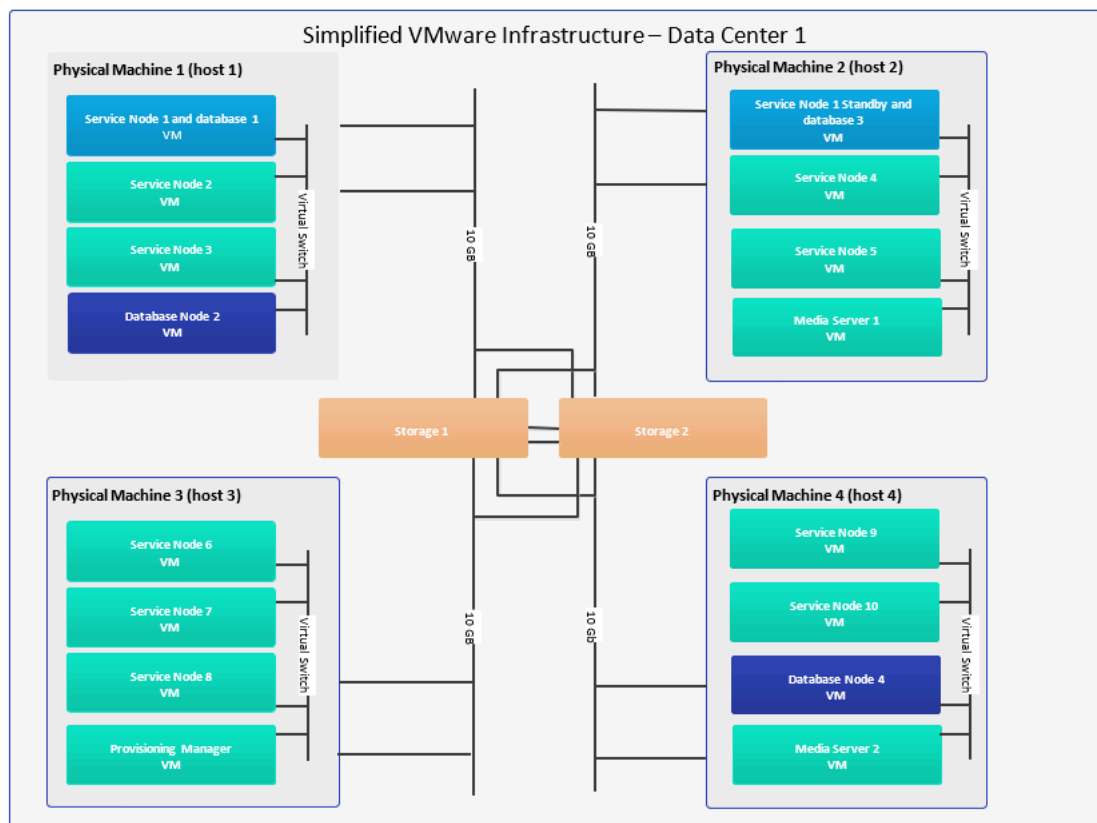 Simplified VMware Infrastructure – Data Center 1
Physical Machine 1 (host 1)
Service Node 1 and database 1
VM
Service Node 2
VM
Service Node 3
VM
Database Node 2
VM
Virtual Switch
10 GB
10 GB
Physical Machine 2 (host 2)
Service Node 1 Standby and
database 3
VM
Service Node 4
VM
Service Node 5
VM
Media Server 1
VM
Virtual Switch
Storage 1
Storage 2
Physical Machine 3 (host 3)
Service Node 6
VM
Service Node 7
VM
Service Node 8
VM
Provisioning Manager
VM
Virtual Switch
10 GB
10 Gb
Physical Machine 4 (host 4)
Service Node 9
VM
Service Node 10
VM
Database Node 4
VM
Media Server 2
VM
Virtual Switch